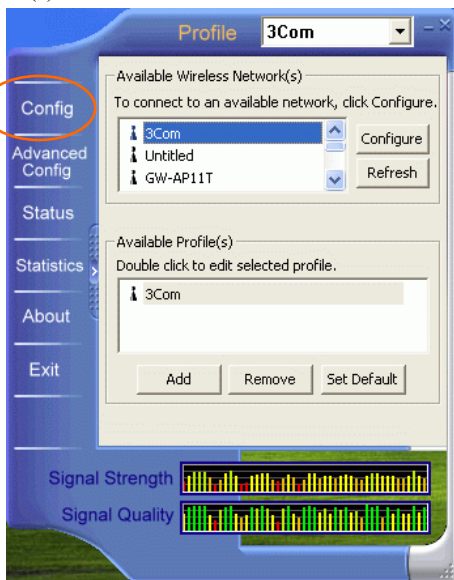 Profile 3Com
Config
Advanced
Config
Status
Statistics
About
Exit
Available Wireless Network(s)
To connect to an available network, click Configure.
3Com
Untitled
GW-AP11T
Configure
Refresh
Available Profile(s)
Double click to edit selected profile.
3Com
Add Remove Set Default
Signal Strength
Signal Quality